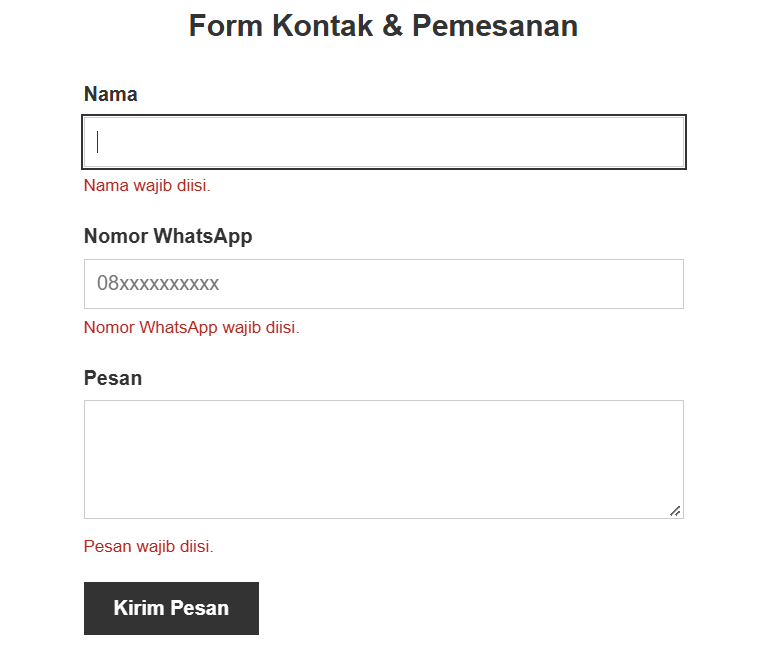 Form Kontak & Pemesanan
Nama
Nama wajib diisi.
Nomor WhatsApp
08xxxxxxxxxx
Nomor WhatsApp wajib diisi.
Pesan
Pesan wajib diisi.
Kirim Pesan